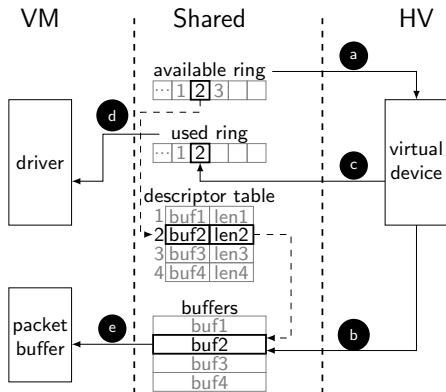 VM Shared HV
a
available ring
··· 1 2 3
d
used ring
··· 1 2
c
driver
virtual
device
descriptor table
1 buf1 len1
2 buf2 len2
3 buf3 len3
4 buf4 len4
buffers
buf1
buf2
buf3
buf4
packet
buffer
e
b